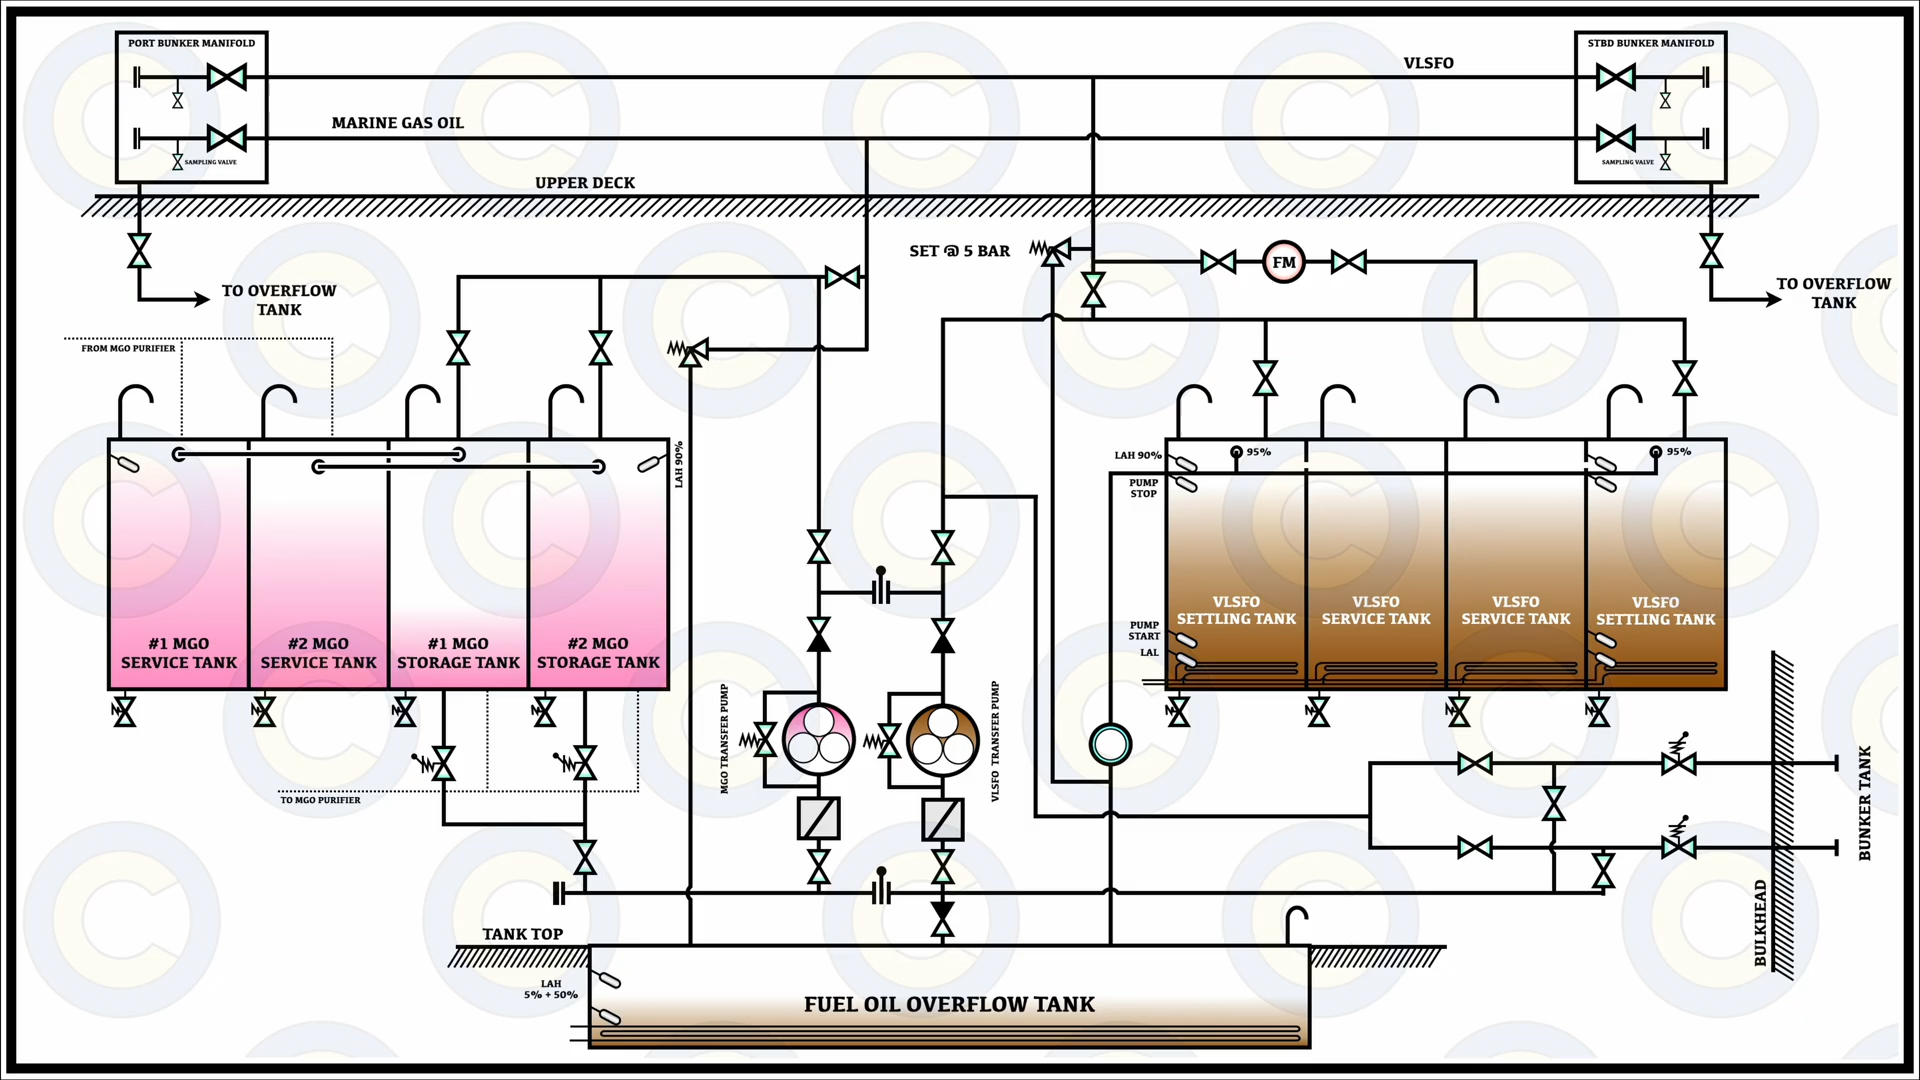 PORT BUNKER MANIFOLD
SAMPLING VALVE
MARINE GAS OIL
VLSFO
STBD BUNKER MANIFOLD
SAMPLING VALVE
UPPER DECK
TO OVERFLOW
TANK
SET @ 5 BAR
FM
TO OVERFLOW
TANK
FROM MGO PURIFIER
LAH 90%
#1 MGO
SERVICE TANK
#2 MGO
SERVICE TANK
#1 MGO
STORAGE TANK
#2 MGO
STORAGE TANK
TO MGO PURIFIER
MGO TRANSFER PUMP
VLSFO TRANSFER PUMP
LAH 90%
PUMP
STOP
95%
95%
PUMP
START
LAL
VLSFO
SETTLING TANK
VLSFO
SERVICE TANK
VLSFO
SERVICE TANK
VLSFO
SETTLING TANK
BUNKER TANK
BULKHEAD
TANK TOP
LAH
5% + 50%
FUEL OIL OVERFLOW TANK